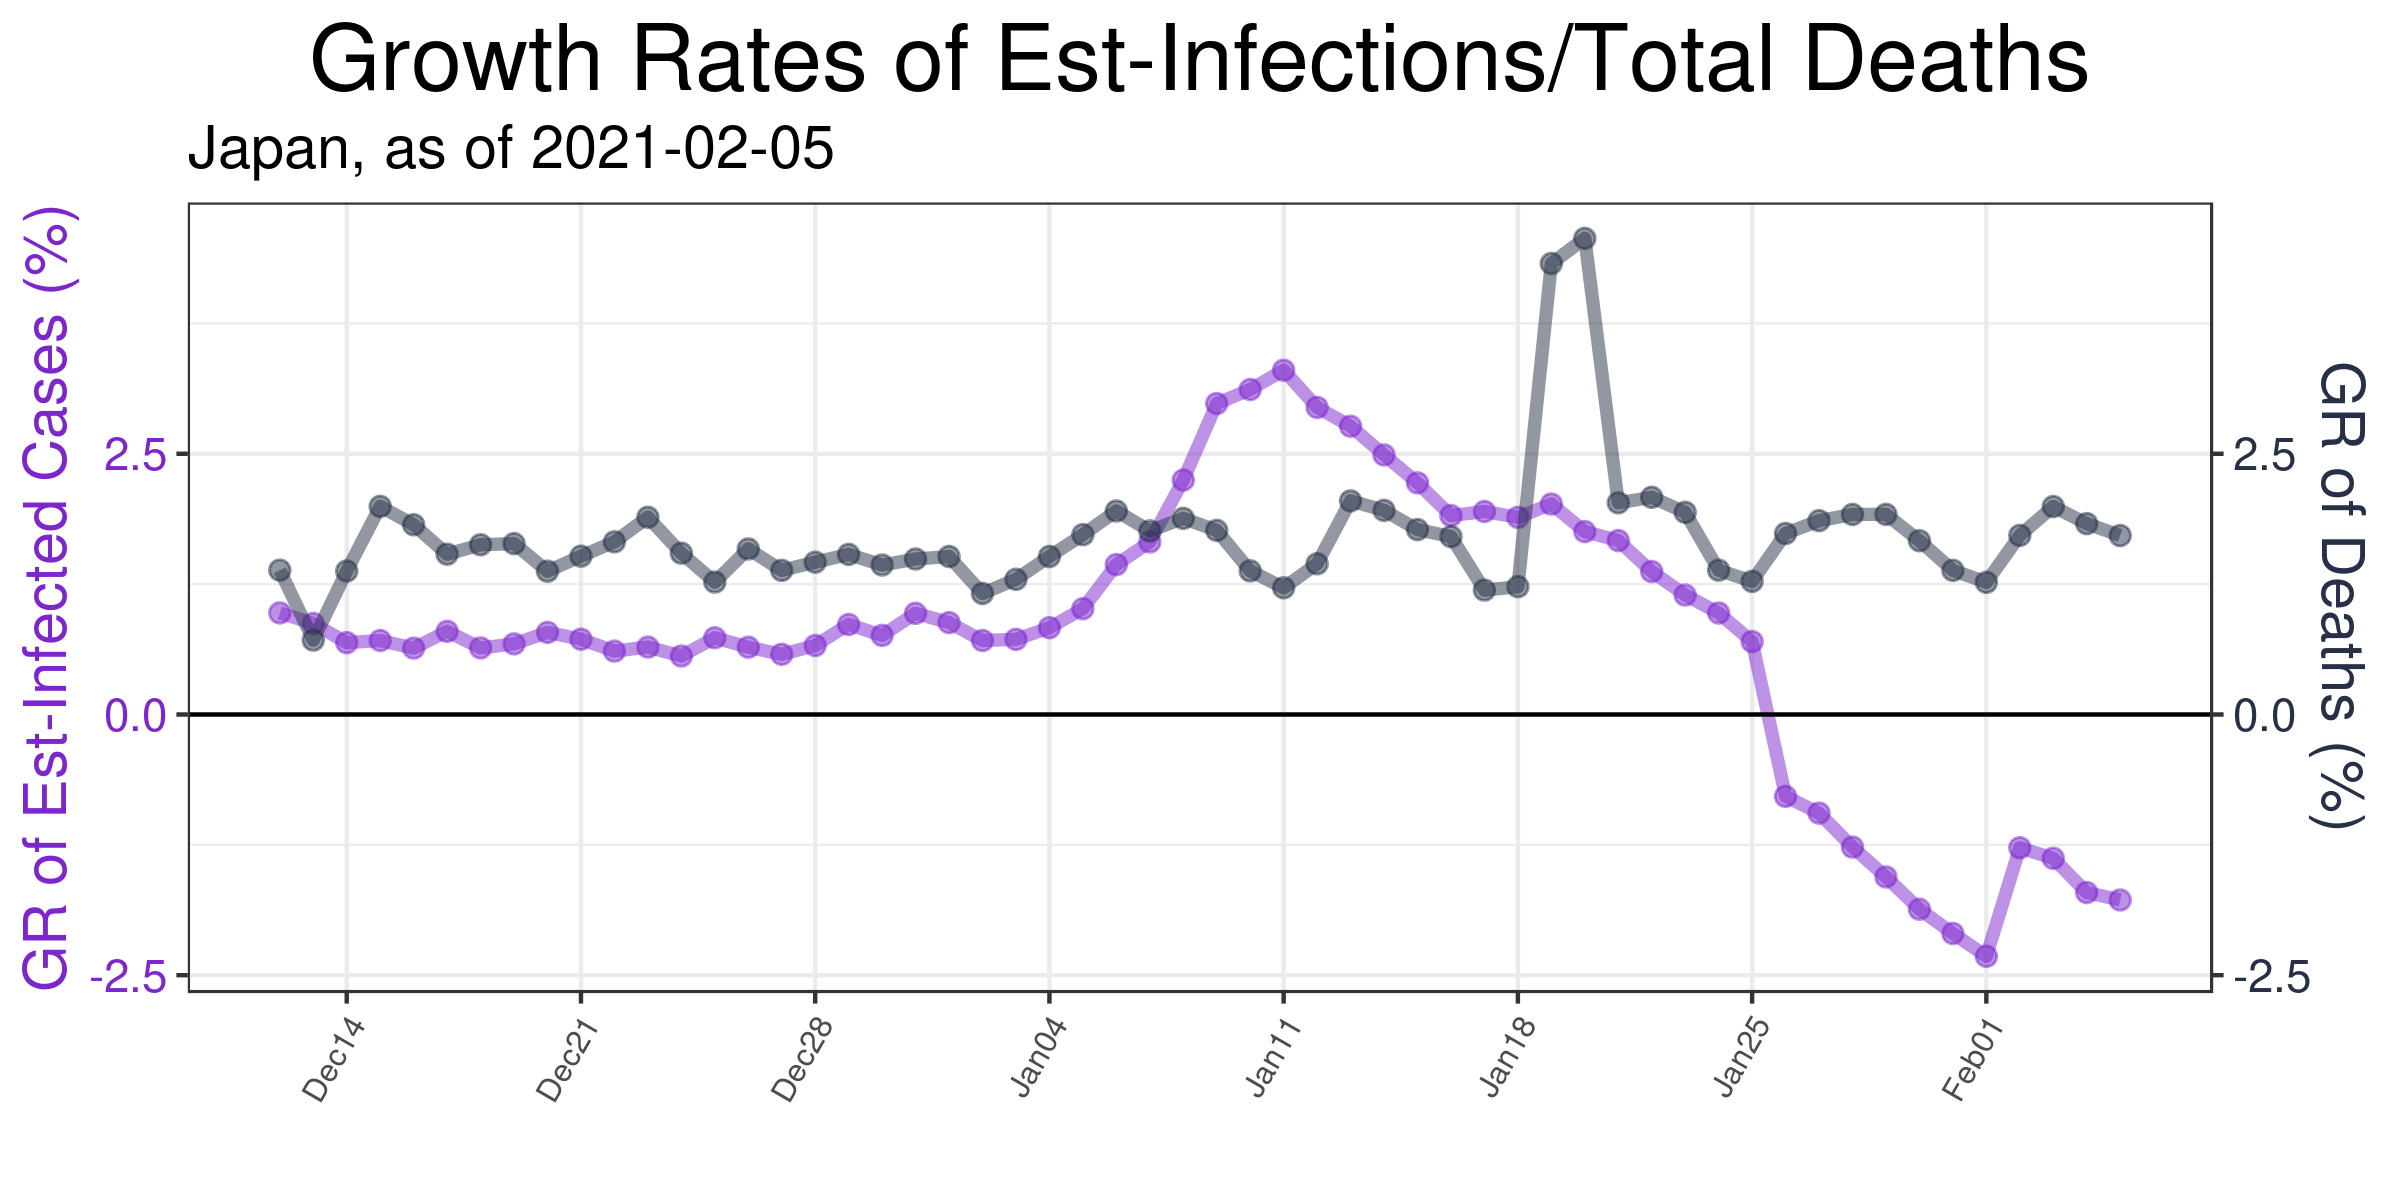 Growth Rates of Est-Infections/Total Deaths
Japan, as of 2021-02-05
GR of Est-Infected Cases (%)
2.5
0.0
-2.5
2.5
0.0
-2.5
GR of Deaths (%)
Dec14
Dec21
Dec28
Jan04
Jan11
Jan18
Jan25
Feb01